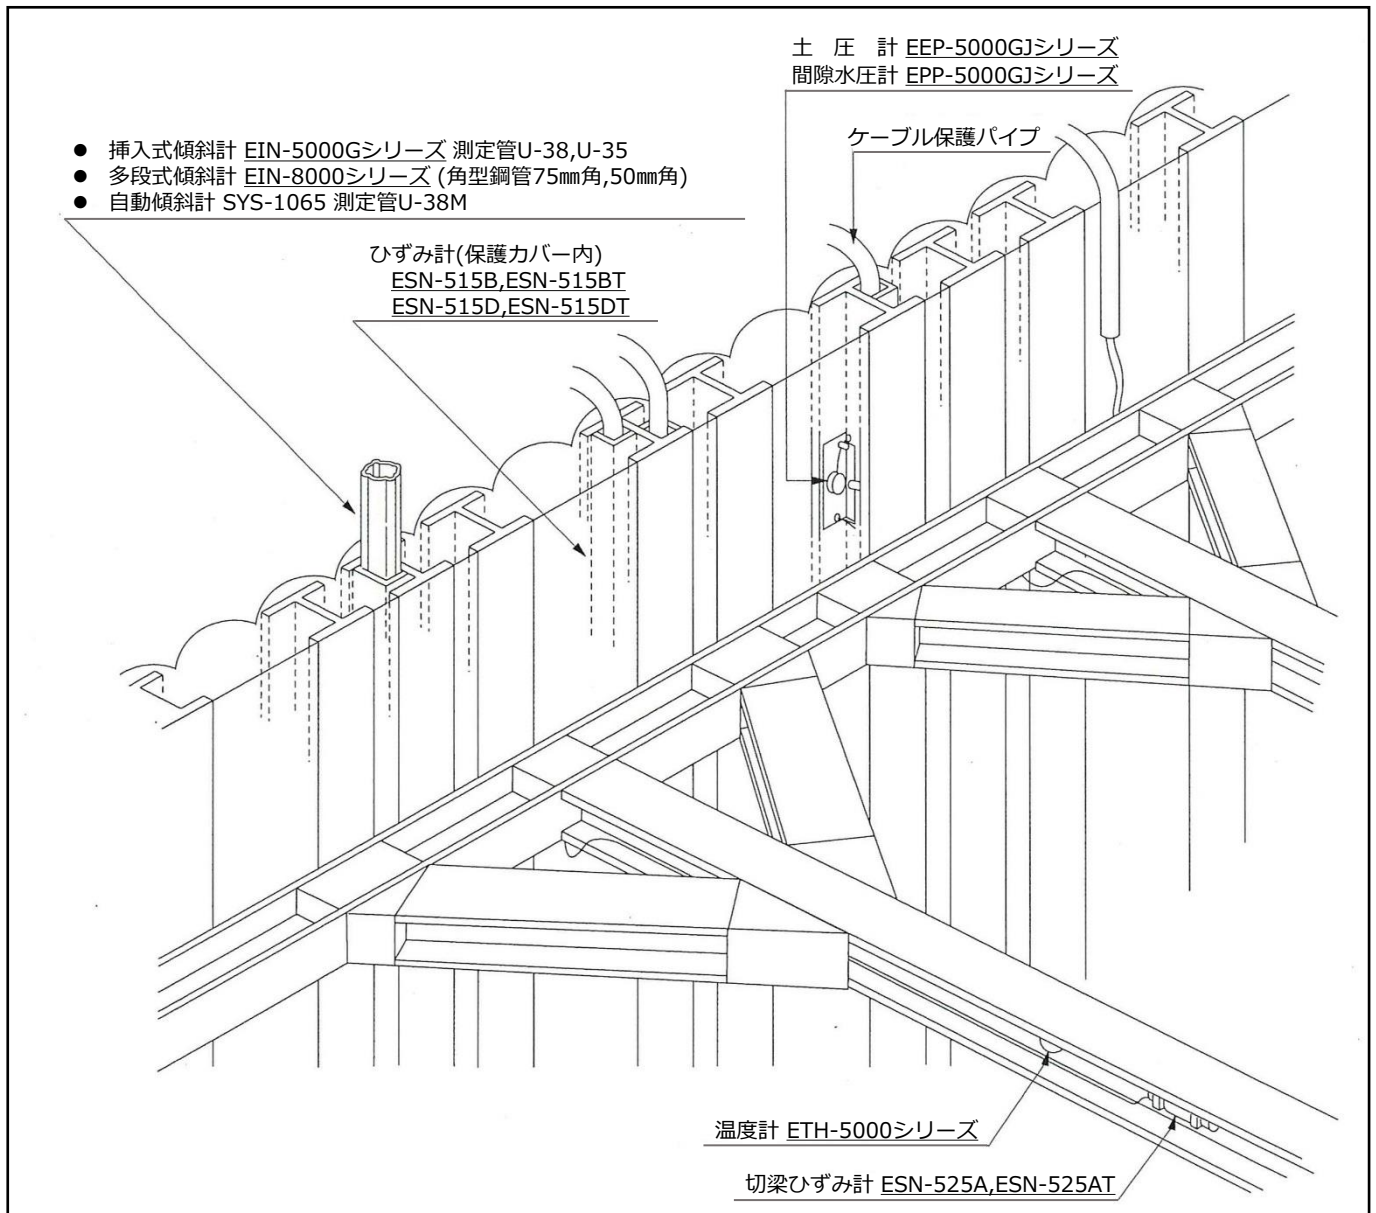 土 圧 計 EEP-5000GJシリーズ
間隙水圧計 EPP-5000GJシリーズ
ケーブル保護パイプ
● 挿入式傾斜計 EIN-5000Gシリーズ 測定管U-38,U-35
● 多段式傾斜計 EIN-8000シリーズ (角型鋼管75㎜角,50㎜角)
● 自動傾斜計 SYS-1065 測定管U-38M
ひずみ計(保護カバー内)
ESN-515B,ESN-515BT
ESN-515D,ESN-515DT
温度計 ETH-5000シリーズ
切梁ひずみ計 ESN-525A,ESN-525AT